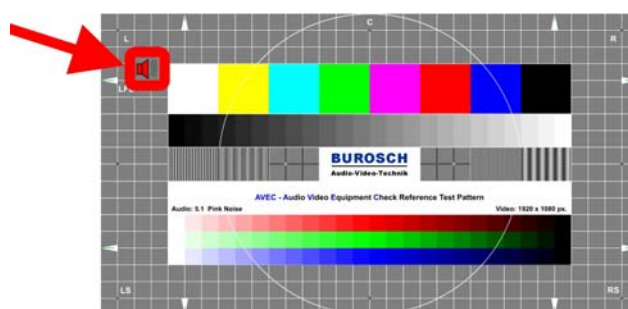 L C R
LFE
BUROSCH
Audio-Video-Technik
AVEC - Audio Video Equipment Check Reference Test Pattern
Audio: 5.1 Pink Noise Video: 1920 x 1080 px.
LS RS